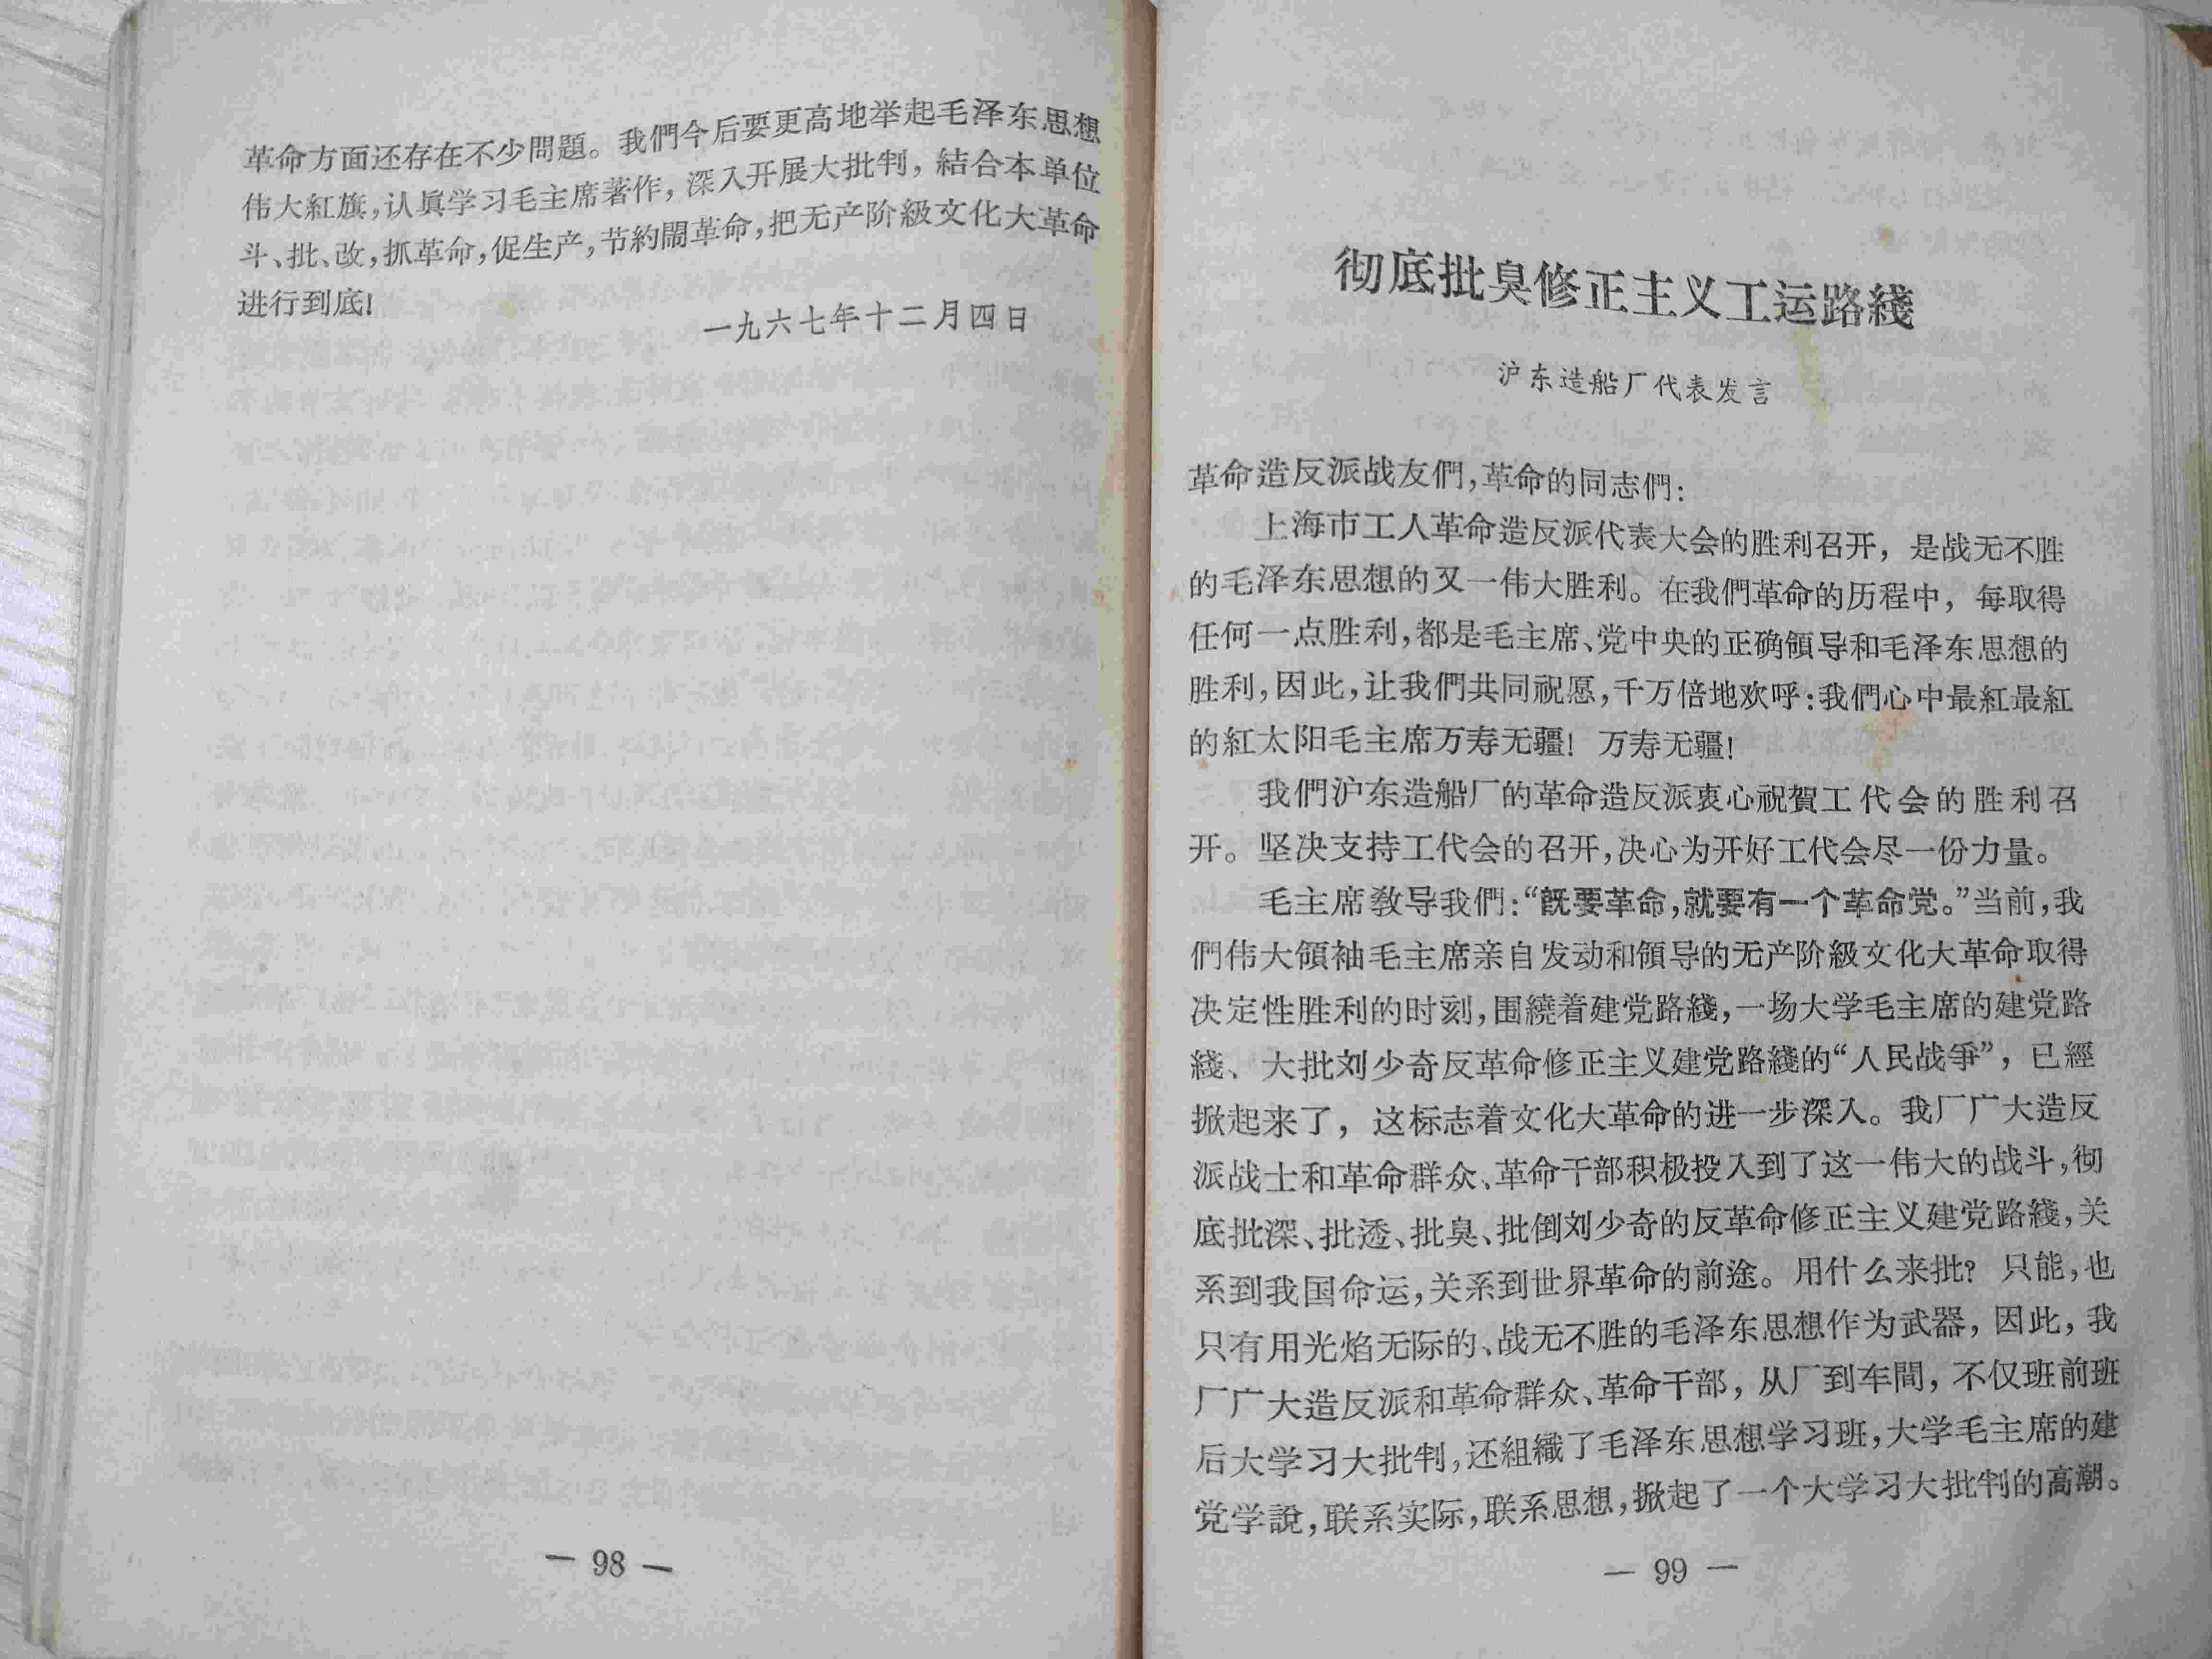 革命方面还存在不少問題。我們今后要更高地举起毛泽东思想
伟大紅旗,认眞学习毛主席著作,深入开展大批判,結合本单位
斗、批、改,抓革命,促生产,节約鬧革命,把无产阶級文化大革命
进行到底!
一九六七年十二月四日
— 98 —
彻底批臭修正主义工运路綫
沪东造船厂代表发言
革命造反派战友們,革命的同志們:
上海市工人革命造反派代表大会的胜利召开,是战无不胜
的毛泽东思想的又一伟大胜利。在我們革命的历程中,每取得
任何一点胜利,都是毛主席、党中央的正确領导和毛泽东思想的
胜利,因此,让我們共同祝愿,千万倍地欢呼:我們心中最紅最紅
的紅太阳毛主席万寿无疆! 万寿无疆!
我們沪东造船厂的革命造反派衷心祝賀工代会的胜利召
开。坚决支持工代会的召开,决心为开好工代会尽一份力量。
毛主席教导我們:“旣要革命,就要有一个革命党。”当前,我
們伟大領袖毛主席亲自发动和領导的无产阶級文化大革命取得
决定性胜利的时刻,围繞着建党路綫,一场大学毛主席的建党路
綫、大批刘少奇反革命修正主义建党路綫的“人民战爭”,已經
掀起来了,这标志着文化大革命的进一步深入。我厂广大造反
派战士和革命群众、革命干部积极投入到了这一伟大的战斗,彻
底批深、批透、批臭、批倒刘少奇的反革命修正主义建党路綫,关
系到我国命运,关系到世界革命的前途。用什么来批? 只能,也
只有用光焰无际的、战无不胜的毛泽东思想作为武器,因此,我
厂广大造反派和革命群众、革命干部,从厂到车間,不仅班前班
后大学习大批判,还組織了毛泽东思想学习班,大学毛主席的建
党学說,联系实际,联系思想,掀起了一个大学习大批判的高潮。
— 99 —